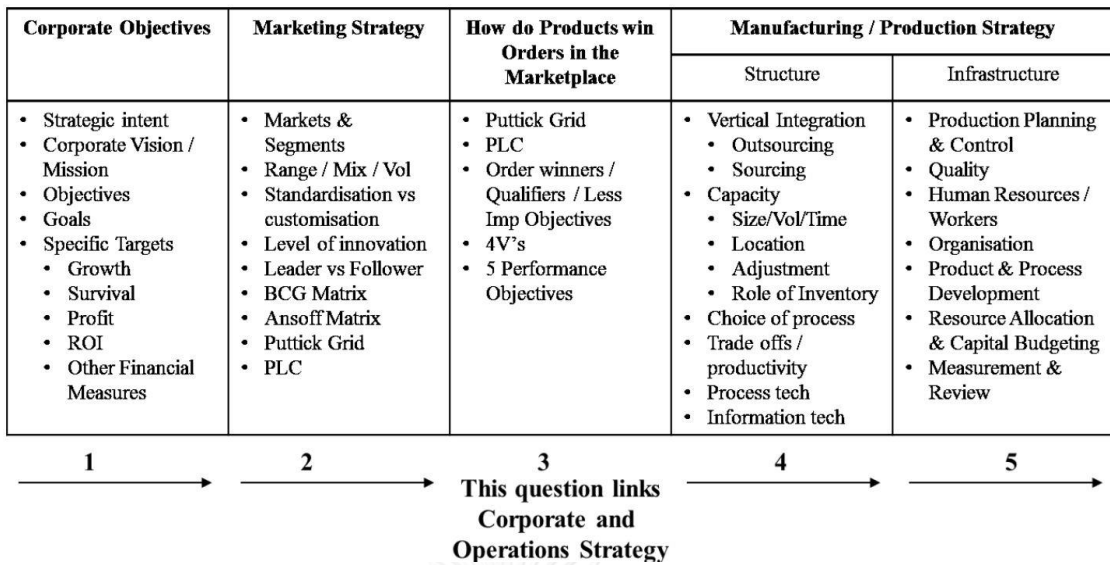 Corporate Objectives
Marketing Strategy
How do Products win
Orders in the
Marketplace
Manufacturing / Production Strategy
Structure
Infrastructure
• Strategic intent
• Corporate Vision /
Mission
• Objectives
• Goals
• Specific Targets
• Growth
• Survival
• Profit
• ROI
• Other Financial
Measures
• Markets &
Segments
• Range / Mix / Vol
• Standardisation vs
customisation
• Level of innovation
• Leader vs Follower
• BCG Matrix
• Ansoff Matrix
• Puttick Grid
• PLC
• Puttick Grid
• PLC
• Order winners /
Qualifiers / Less
Imp Objectives
• 4V's
• 5 Performance
Objectives
• Vertical Integration
• Outsourcing
• Sourcing
• Capacity
• Size/Vol/Time
• Location
• Adjustment
• Role of Inventory
• Choice of process
• Trade offs /
productivity
• Process tech
• Information tech
• Production Planning
& Control
• Quality
• Human Resources /
Workers
• Organisation
• Product & Process
Development
• Resource Allocation
& Capital Budgeting
• Measurement &
Review
1
2
3
4
5
This question links
Corporate and
Operations Strategy